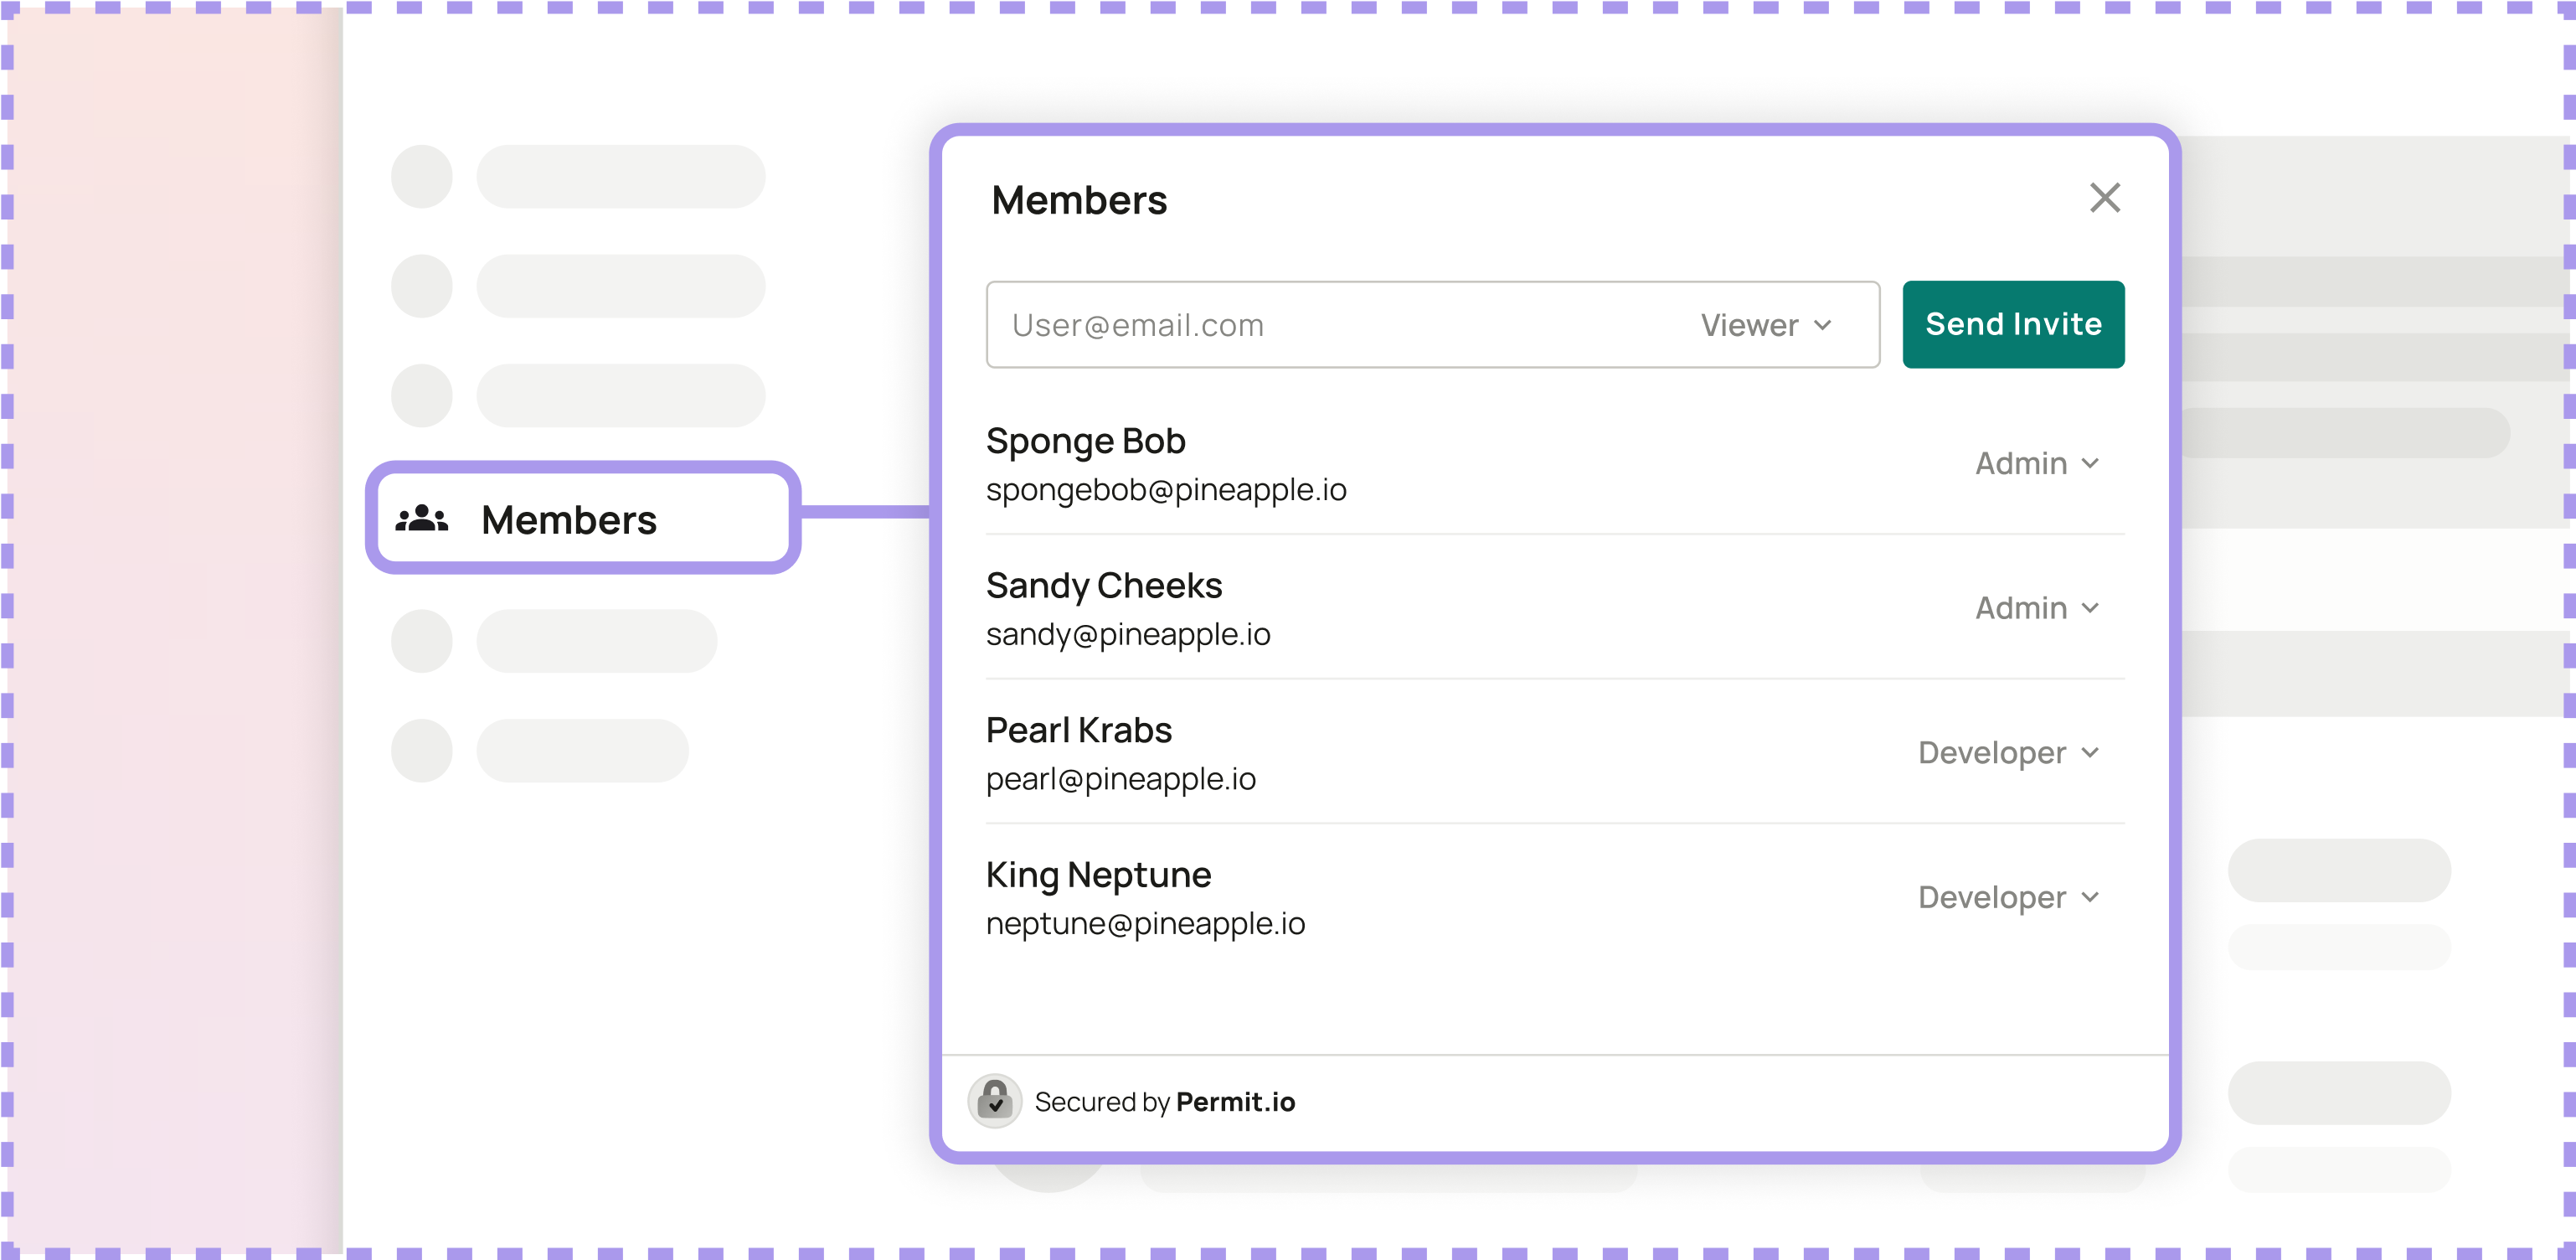 Members
Members
User@email.com Viewer Send Invite
Sponge Bob
spongebob@pineapple.io
Admin
Sandy Cheeks
sandy@pineapple.io
Admin
Pearl Krabs
pearl@pineapple.io
Developer
King Neptune
neptune@pineapple.io
Developer
Secured by Permit.io